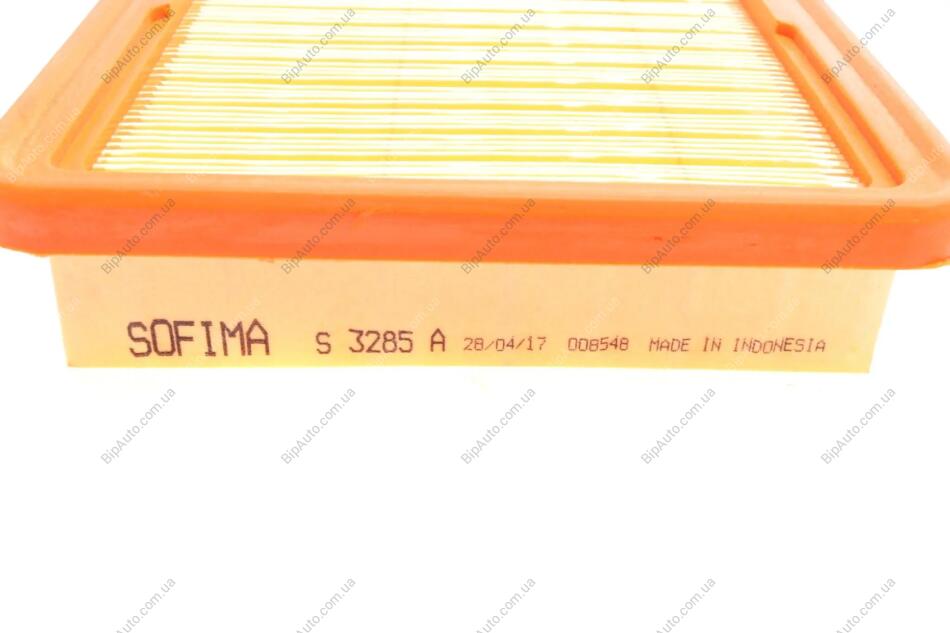 SOFIMA S 3285 A 28/04/17 008548 MADE IN INDONESIA
BipAuto.com.ua